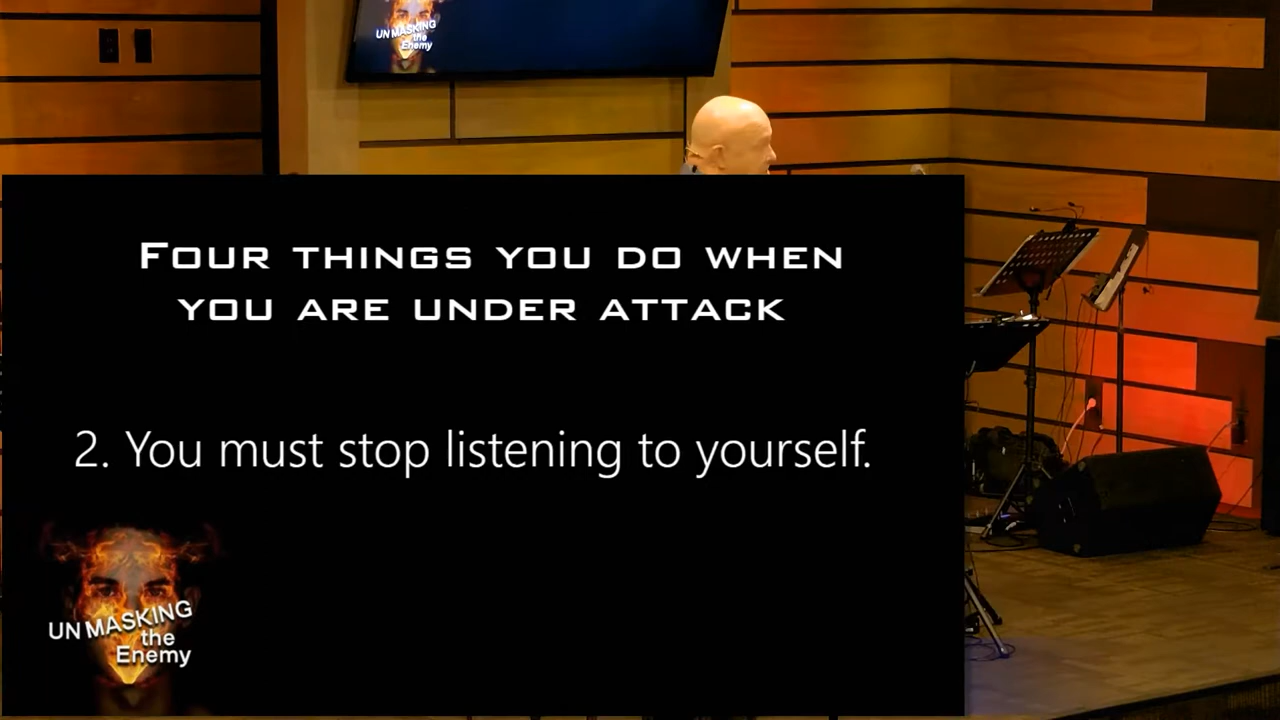 UN MASKING
the
Enemy
FOUR THINGS YOU DO WHEN
YOU ARE UNDER ATTACK
2. You must stop listening to yourself.
UN MASKING
the
Enemy